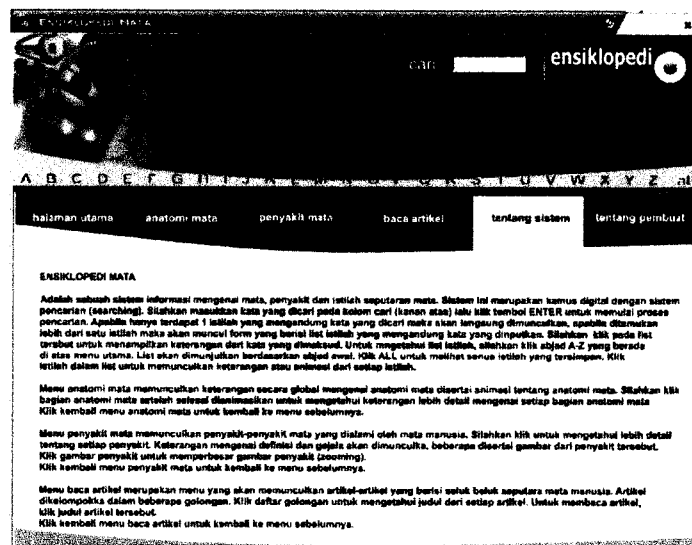 ENSIKLOPEDI MATA
cari
ensiklopedi
A B C D E F G H I J K L M N O P Q R S T U V W X Y Z all
halaman utama anatomi mata penyakit mata baca artikel tentang sistem tentang pembuat
ENSIKLOPEDI MATA
Adalah sebuah sistem informasi mengenai mata, penyakit dan istilah seputaran mata. Sistem ini merupakan kamus digital dengan sistem
pencarian (searching). Silahkan masukkan kata yang dicari pada kolom cari (kanan atas) lalu klik tombol ENTER untuk memulai proses
pencarian. Apabila hanya terdapat 1 istilah yang mengandung kata yang dicari maka akan langsung dimunculkan, apabila ditemukan
lebih dari satu istilah maka akan muncul form yang berisi list istilah yang mengandung kata yang dinputkan. Silahkan klik pada list
tersbut untuk menampilkan keterangan dari kata yang dimaksud. Untuk mngetahui list istilah, silahkan klik abjad A-Z yang berada
di atas menu utama. List akan dimunjulkan berdasarkan abjad awal. Klik ALL untuk melihat semua istilah yang tersimpan. Klik
istilah dalam list untuk memunculkan keterangan atau animasi dari setiap istilah.
Menu anatomi mata memunculkan keterangan secara global mengenai anatomi mata disertai animasi tentang anatomi mata. Silahkan klik
bagian anatomi mata setelah selesai dianimasikan untuk mengetahui keterangan lebih detail mengenai setiap bagian anatomi mata
Klik kembali menu anatomi mata untuk kembali ke menu sebelumnya.
Menu penyakit mata memunculkan penyakit-penyakit mata yang dialami oleh mata manusia. Silahkan klik untuk mengetahui lebih detail
tentang setiap penyakit. Keterangan mengenai definisi dan gejala akan dimunculka, beberapa disertai gambar dari penyakit tersebut.
Klik gambar penyakit untuk memperbesar gambar penyakit (zooming).
Klik kembali menu penyakit mata untuk kembali ke menu sebelumnya.
Menu baca artikel merupakan menu yang akan memunculkan artikel-artikel yang berisi seluk beluk seputara mata manusia. Artikel
dikelompokka dalam beberapa golongan. Klik daftar golongan untuk mengetahui judul dari setiap artikel. Untuk membaca artikel,
klik judul artikel tersebut.
Klik kembali menu baca artikel untuk kembali ke menu sebelumnya.